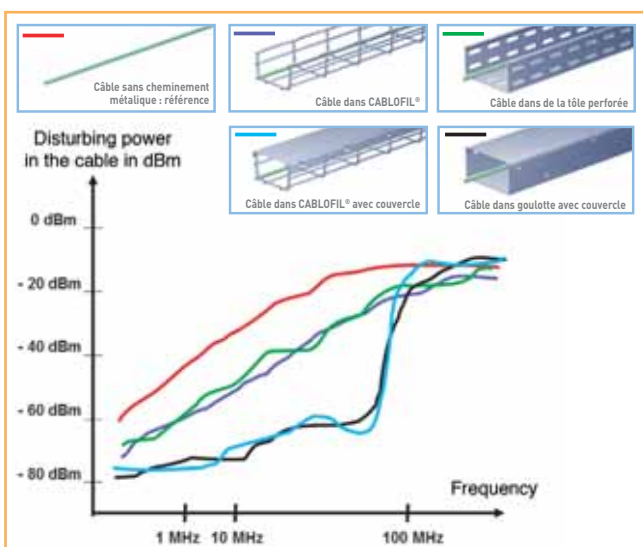 Câble sans cheminement
métalique : référence
Câble dans CABLOFIL®
Câble dans de la tôle perforée
Câble dans CABLOFIL® avec couvercle
Câble dans goulotte avec couvercle
Disturbing power
in the cable in dBm
0 dBm
- 20 dBm
- 40 dBm
- 60 dBm
- 80 dBm
Frequency
1 MHz 10 MHz 100 MHz